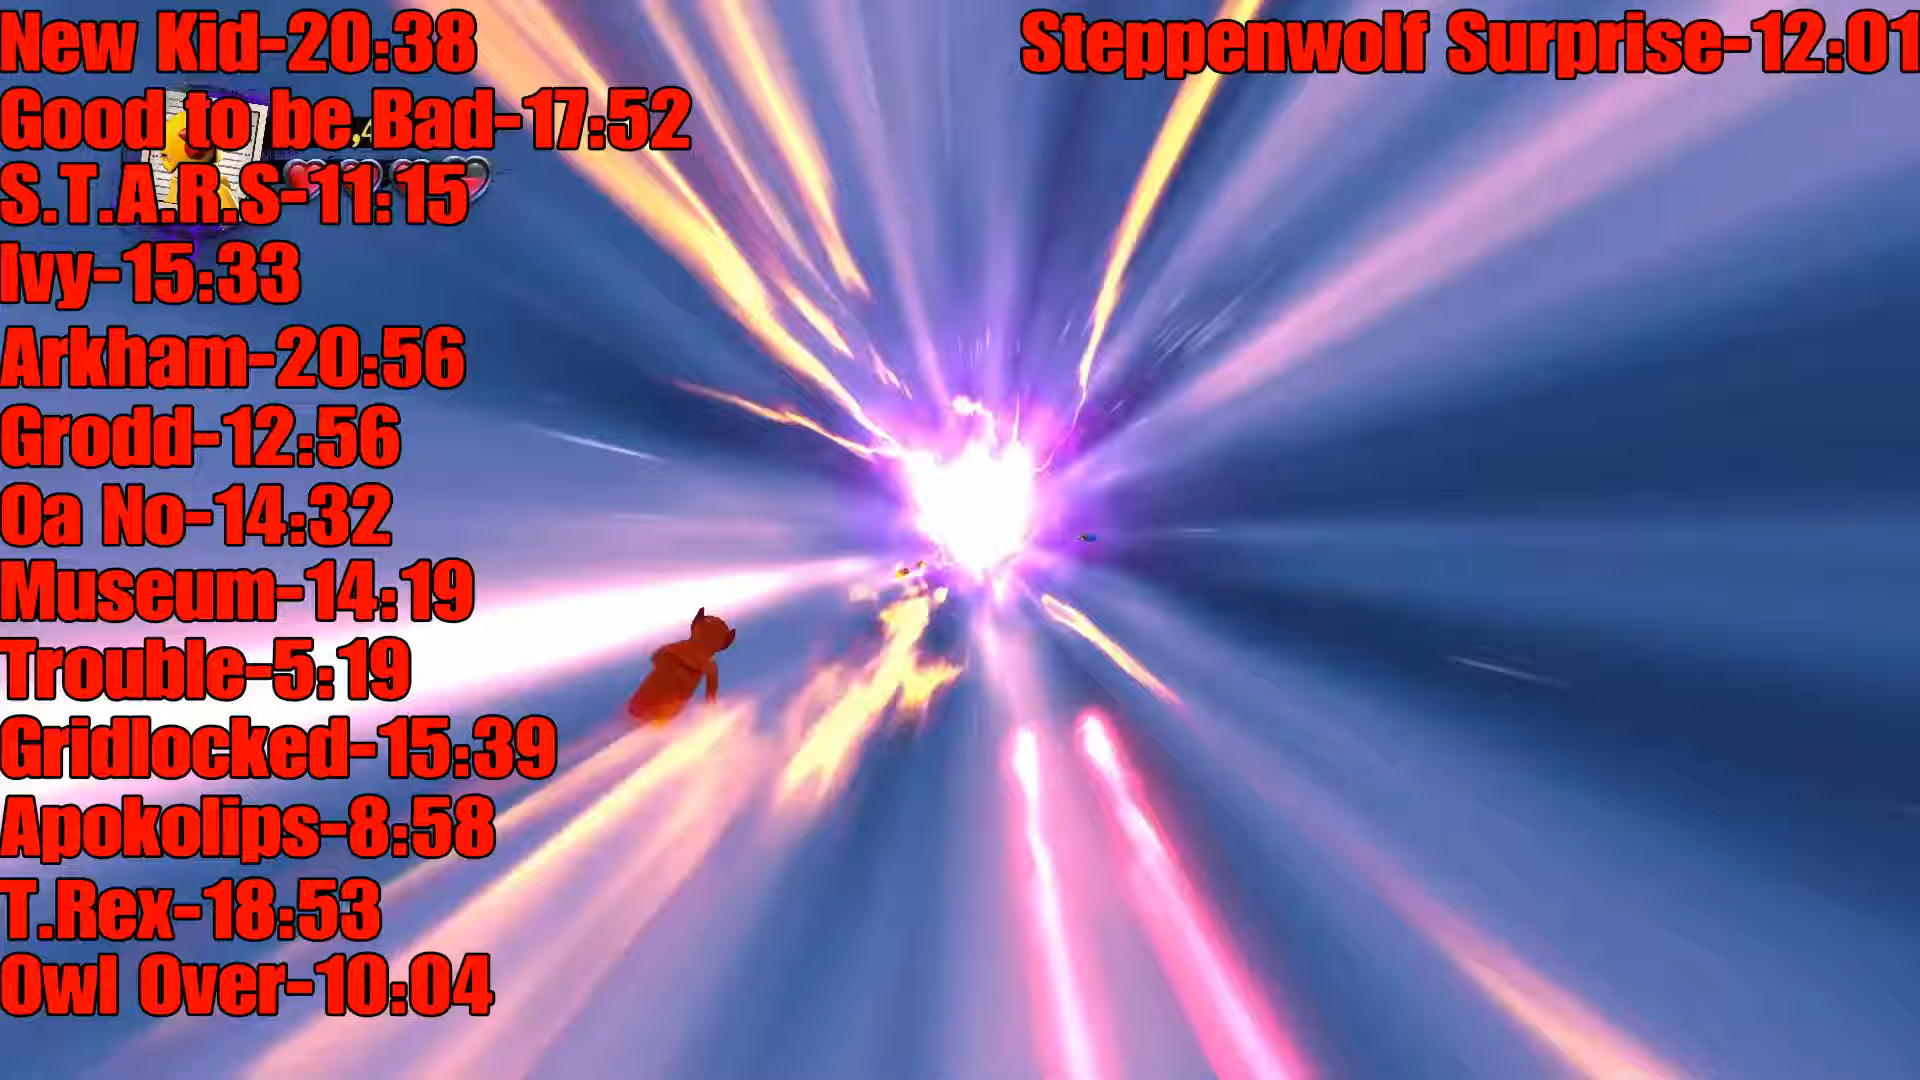 New Kid-20:38
Steppenwolf Surprise-12:01
Good to be Bad-17:52
S.T.A.R.S-11:15
Ivy-15:33
Arkham-20:56
Grodd-12:56
Oa No-14:32
Museum-14:19
Trouble-5:19
Gridlocked-15:39
Apokolips-8:58
T.Rex-18:53
Owl Over-10:04